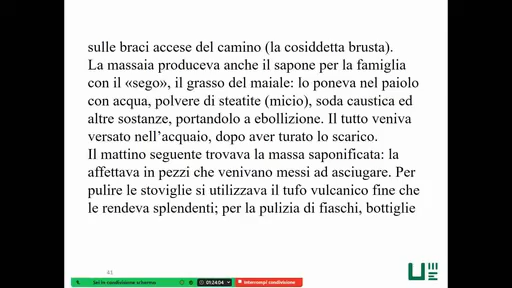 sulle braci accese del camino (la cosiddetta brusta).
La massaia produceva anche il sapone per la famiglia
con il «sego», il grasso del maiale: lo poneva nel paiolo
con acqua, polvere di steatite (micio), soda caustica ed
altre sostanze, portandolo a ebollizione. Il tutto veniva
versato nell’acquaio, dopo aver turato lo scarico.
Il mattino seguente trovava la massa saponificata: la
affettava in pezzi che venivano messi ad asciugare. Per
pulire le stoviglie si utilizzava il tufo vulcanico fine che
le rendeva splendenti; per la pulizia di fiaschi, bottiglie
41
Sei in condivisione schermo 01:24:04 Interrompi condivisione